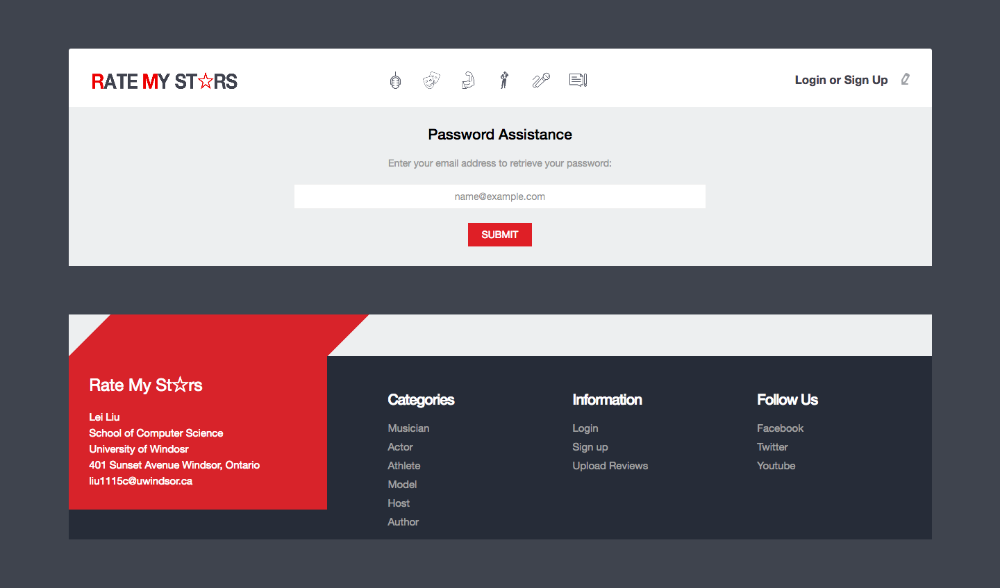 RATE MY ST☆RS
Login or Sign Up
Password Assistance
Enter your email address to retrieve your password:
name@example.com
SUBMIT
Rate My St☆rs
Lei Liu
School of Computer Science
University of Windosr
401 Sunset Avenue Windsor, Ontario
liu1115c@uwindsor.ca
Categories
Musician
Actor
Athlete
Model
Host
Author
Information
Login
Sign up
Upload Reviews
Follow Us
Facebook
Twitter
Youtube